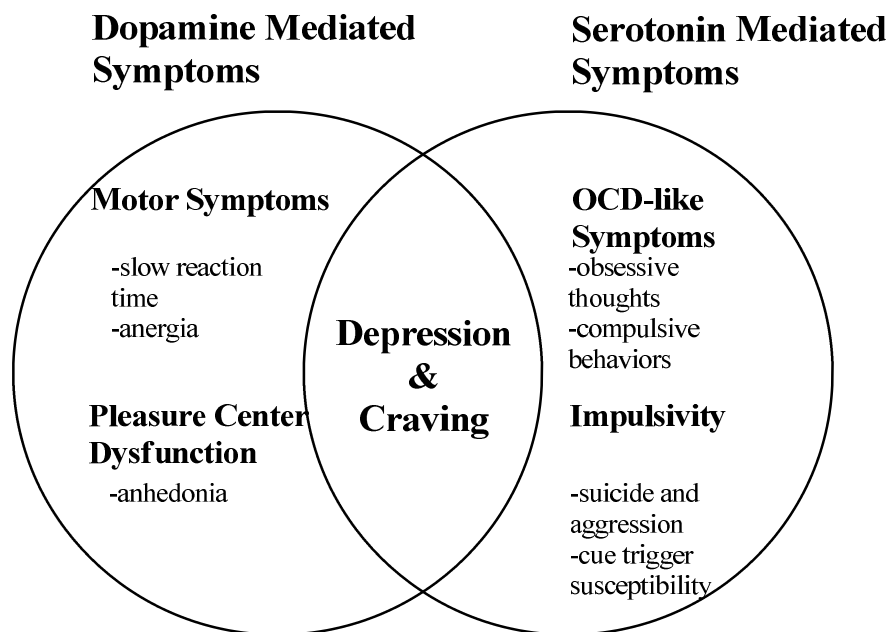 Dopamine Mediated
Symptoms
Serotonin Mediated
Symptoms
Motor Symptoms
-slow reaction
time
-anergia
Pleasure Center
Dysfunction
-anhedonia
Depression
&
Craving
OCD-like
Symptoms
-obsessive
thoughts
-compulsive
behaviors
Impulsivity
-suicide and
aggression
-cue trigger
susceptibility